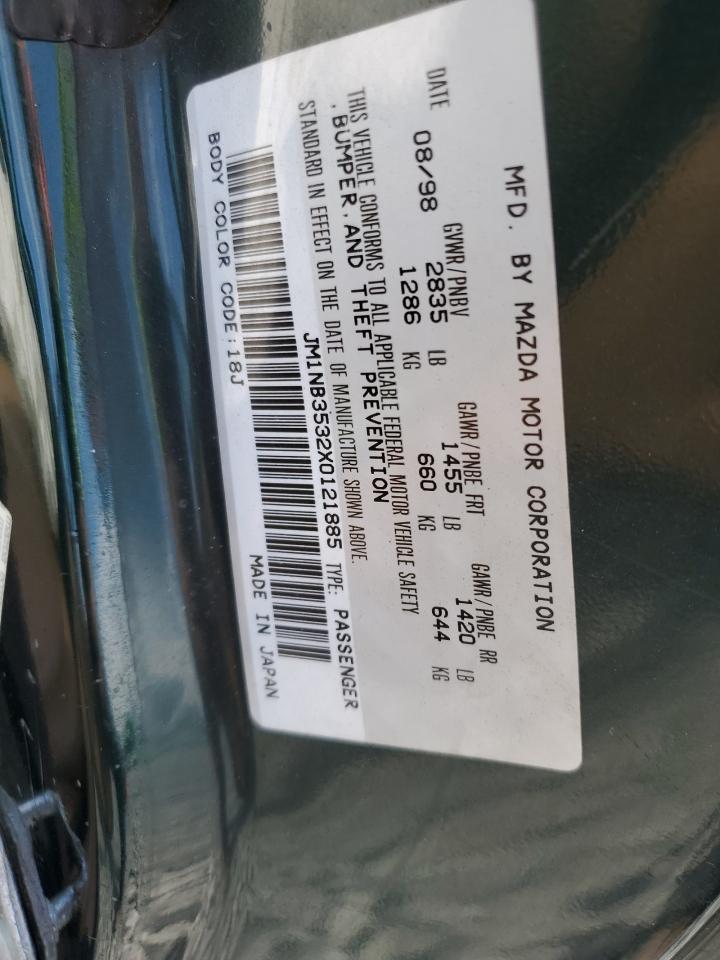 MFD. BY MAZDA MOTOR CORPORATION
DATE GVWR/PNBV GAWR/PNBE FRT GAWR/PNBE RR
08/98 2835 LB 1455 LB 1420 LB
1286 KG 660 KG 644 KG
THIS VEHICLE CONFORMS TO ALL APPLICABLE FEDERAL MOTOR VEHICLE SAFETY
, BUMPER, AND THEFT PREVENTION
STANDARD IN EFFECT ON THE DATE OF MANUFACTURE SHOWN ABOVE.
JM1NB3532X0121885 TYPE: PASSENGER
BODY COLOR CODE:18J MADE IN JAPAN